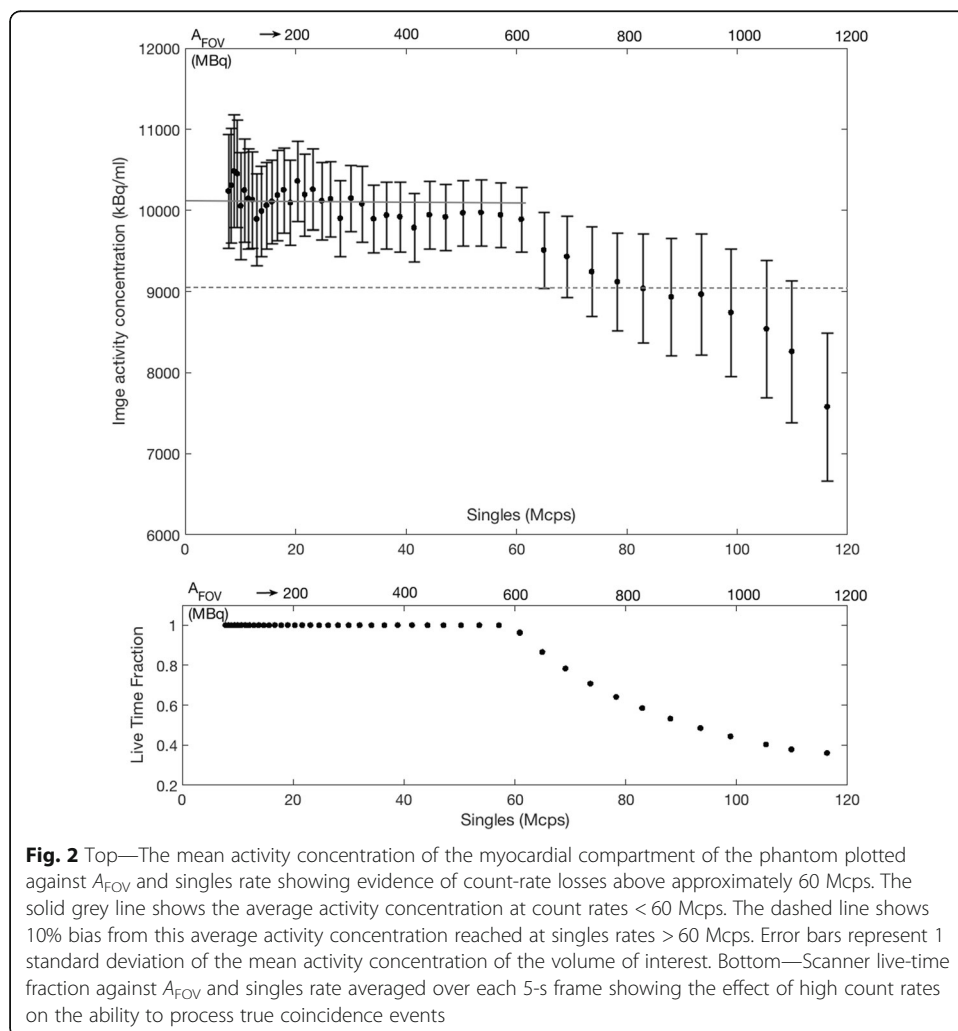 A_FOV → 200 400 600 800 1000 1200
(MBq)
12000
11000
10000
9000
8000
7000
6000
Imge activity concentration (kBq/ml)
Singles (Mcps)
0 20 40 60 80 100 120
A_FOV → 200 400 600 800 1000 1200
(MBq)
1
0.8
0.6
0.4
0.2
Live Time Fraction
0 20 40 60 80 100 120
Singles (Mcps)
Fig. 2 Top—The mean activity concentration of the myocardial compartment of the phantom plotted
against A_FOV and singles rate showing evidence of count-rate losses above approximately 60 Mcps. The
solid grey line shows the average activity concentration at count rates < 60 Mcps. The dashed line shows
10% bias from this average activity concentration reached at singles rates > 60 Mcps. Error bars represent 1
standard deviation of the mean activity concentration of the volume of interest. Bottom—Scanner live-time
fraction against A_FOV and singles rate averaged over each 5-s frame showing the effect of high count rates
on the ability to process true coincidence events